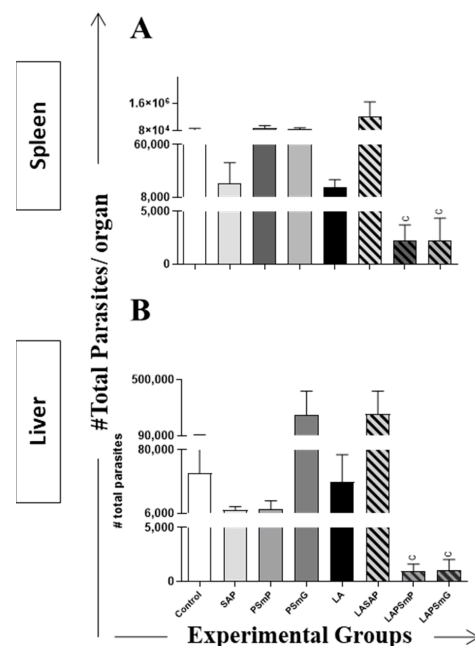 A
Spleen
1.6×10⁶
8×10⁴
60,000
8,000
5,000
0
C
C
#Total Parasites/ organ
B
Liver
# total parasites
500,000
90,000
80,000
6,000
5,000
0
C
C
Control
SAP
PSmP
PSmG
LA
LASAP
LAPSmP
LAPSmG
Experimental Groups